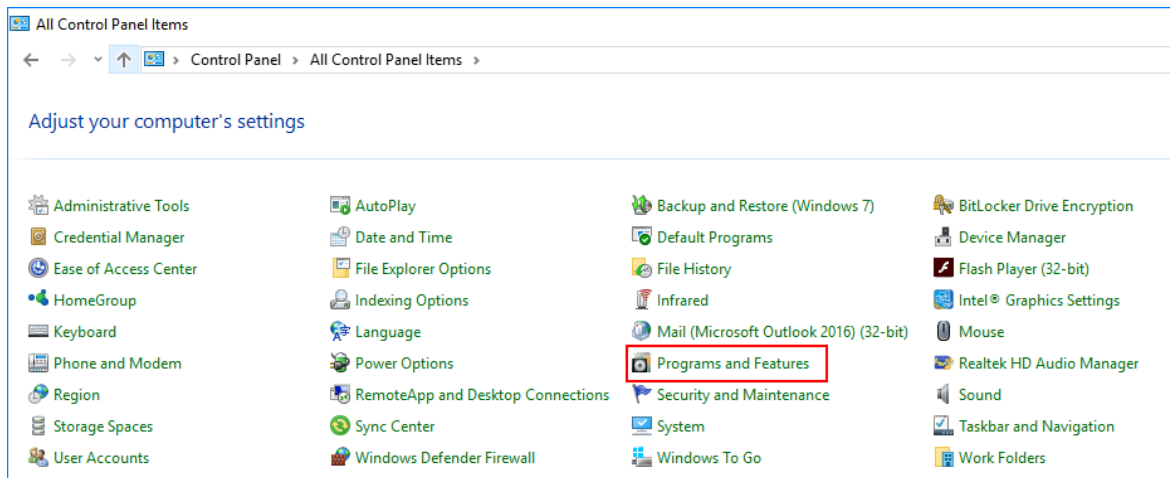 All Control Panel Items
Control Panel > All Control Panel Items >
Adjust your computer's settings
Administrative Tools
AutoPlay
Backup and Restore (Windows 7)
BitLocker Drive Encryption
Credential Manager
Date and Time
Default Programs
Device Manager
Ease of Access Center
File Explorer Options
File History
Flash Player (32-bit)
HomeGroup
Indexing Options
Infrared
Intel® Graphics Settings
Keyboard
Language
Mail (Microsoft Outlook 2016) (32-bit)
Mouse
Phone and Modem
Power Options
Programs and Features
Realtek HD Audio Manager
Region
RemoteApp and Desktop Connections
Security and Maintenance
Sound
Storage Spaces
Sync Center
System
Taskbar and Navigation
User Accounts
Windows Defender Firewall
Windows To Go
Work Folders